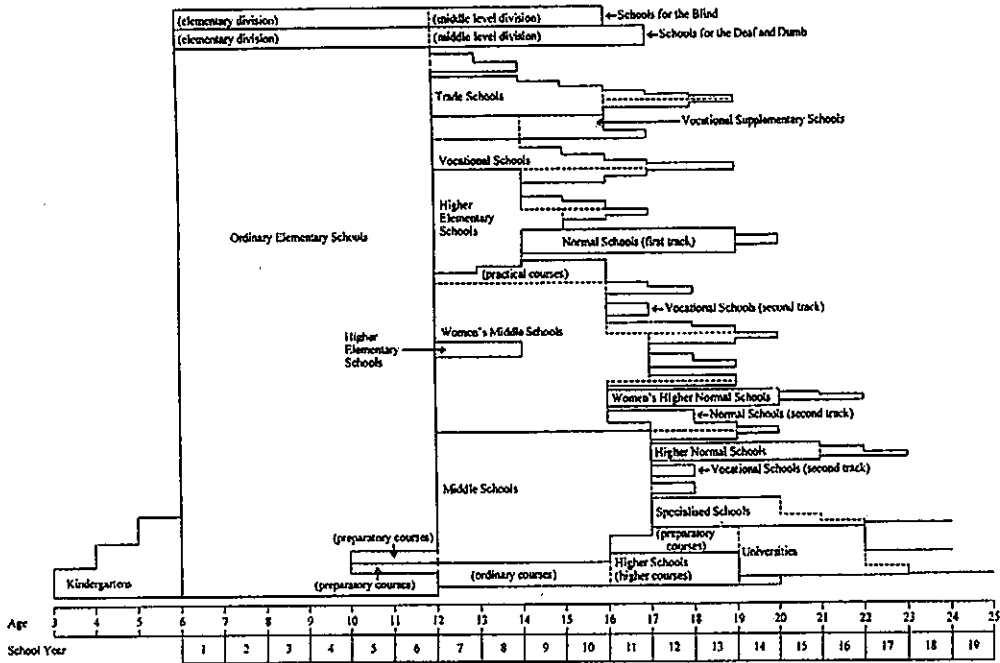 (elementary division)
(middle level division)
←Schools for the Blind
(elementary division)
(middle level division)
←Schools for the Deaf and Dumb
Trade Schools
Vocational Supplementary Schools
Vocational Schools
Higher
Elementary
Schools
Ordinary Elementary Schools
Normal Schools (first track)
(practical courses)
←Vocational Schools (second track)
Women's Middle Schools
Higher
Elementary
Schools
Women's Higher Normal Schools
←Normal Schools (second track)
Higher Normal Schools
←Vocational Schools (second track)
Middle Schools
Specialised Schools
(preparatory courses)
(preparatory
courses)
Universities
Kindergartens
(preparatory courses)
(ordinary courses)
Higher Schools
(higher courses)
Age
3 4 5 6 7 8 9 10 11 12 13 14 15 16 17 18 19 20 21 22 23 24 25
School Year
1 2 3 4 5 6 7 8 9 10 11 12 13 14 15 16 17 18 19